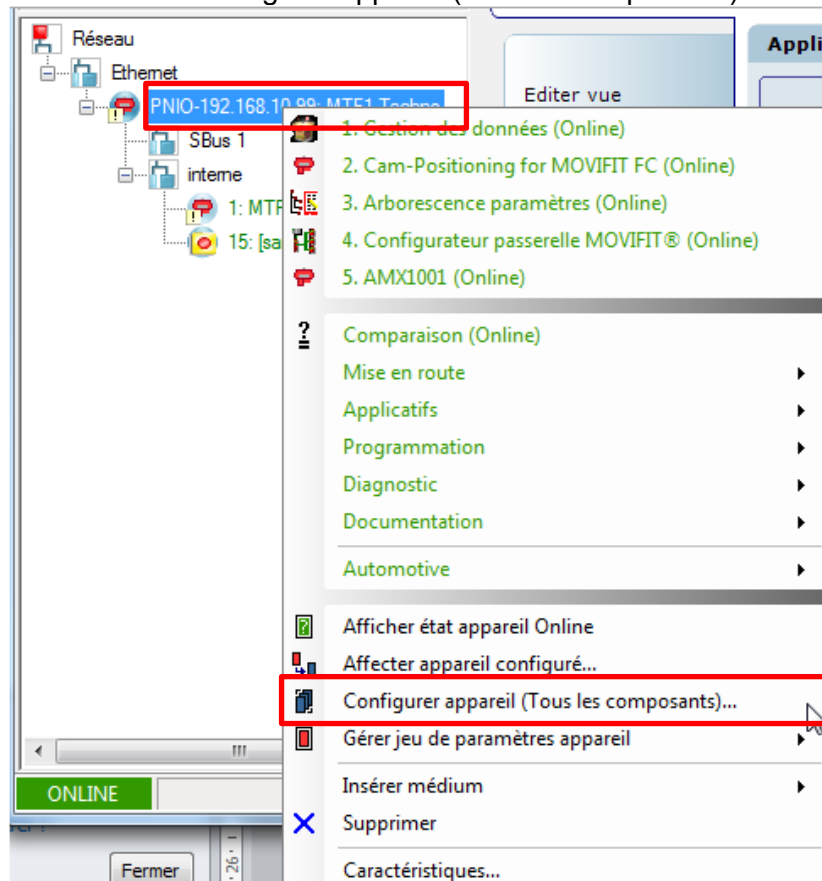 Réseau
Ethernet
PNIO-192.168.10.99: MTF1 Techno
SBus 1
interne
1: MTF
15: [sa
Editer vue
Appli
1. Gestion des données (Online)
2. Cam-Positioning for MOVIFIT FC (Online)
3. Arborescence paramètres (Online)
4. Configurateur passerelle MOVIFIT® (Online)
5. AMX1001 (Online)
Comparaison (Online)
Mise en route
Applicatifs
Programmation
Diagnostic
Documentation
Automotive
Afficher état appareil Online
Affecter appareil configuré...
Configurer appareil (Tous les composants)...
Gérer jeu de paramètres appareil
Insérer médium
Supprimer
Caractéristiques...
ONLINE
Fermer
26